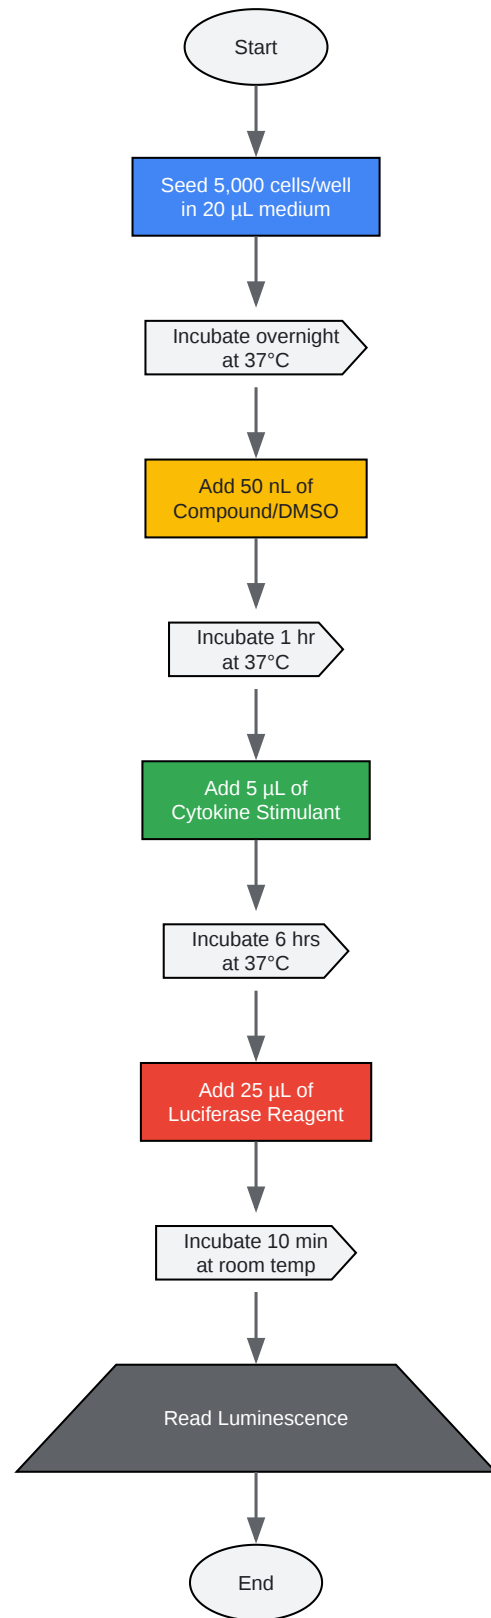 Start
Seed 5,000 cells/well
in 20 µL medium
Incubate overnight
at 37°C
Add 50 nL of
Compound/DMSO
Incubate 1 hr
at 37°C
Add 5 µL of
Cytokine Stimulant
Incubate 6 hrs
at 37°C
Add 25 µL of
Luciferase Reagent
Incubate 10 min
at room temp
Read Luminescence
End